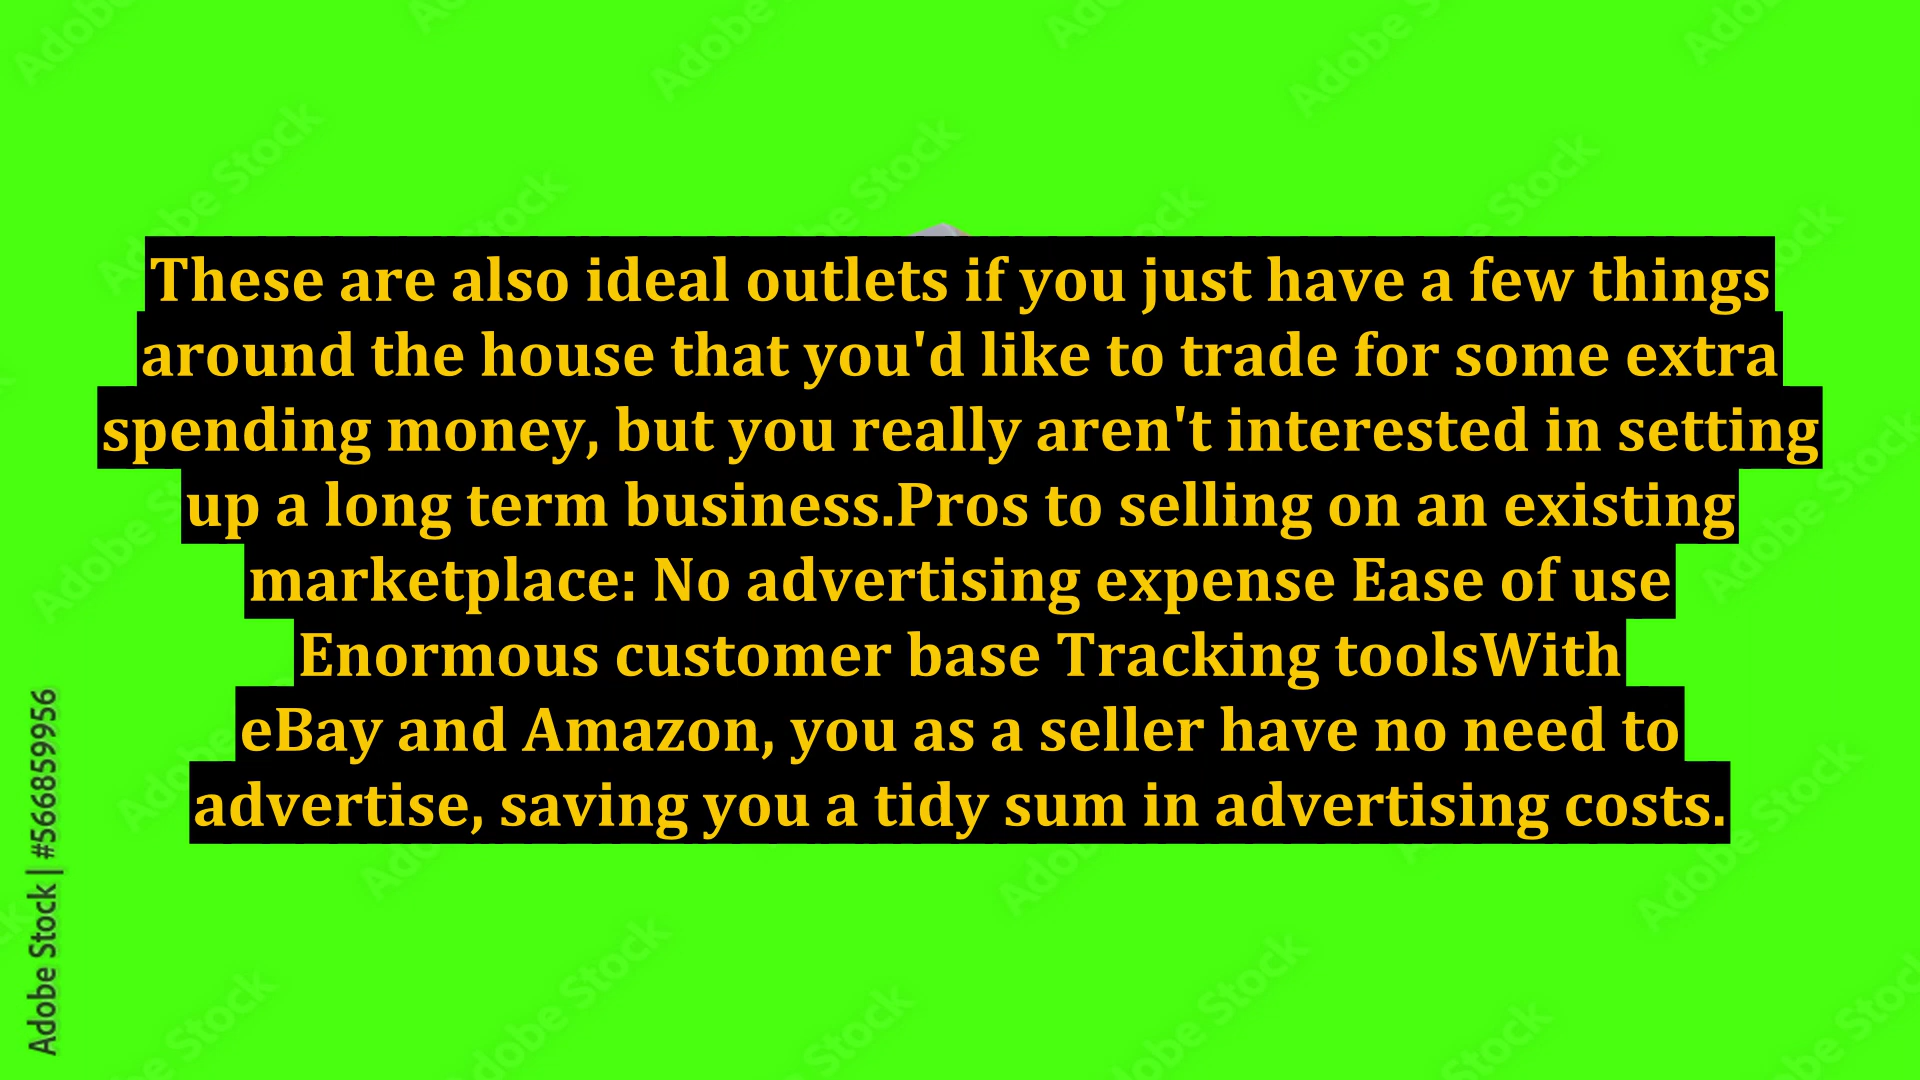 These are also ideal outlets if you just have a few things
around the house that you'd like to trade for some extra
spending money, but you really aren't interested in setting
up a long term business.Pros to selling on an existing
marketplace: No advertising expense Ease of use
Enormous customer base Tracking toolsWith
eBay and Amazon, you as a seller have no need to
advertise, saving you a tidy sum in advertising costs.
Adobe Stock | #566859956